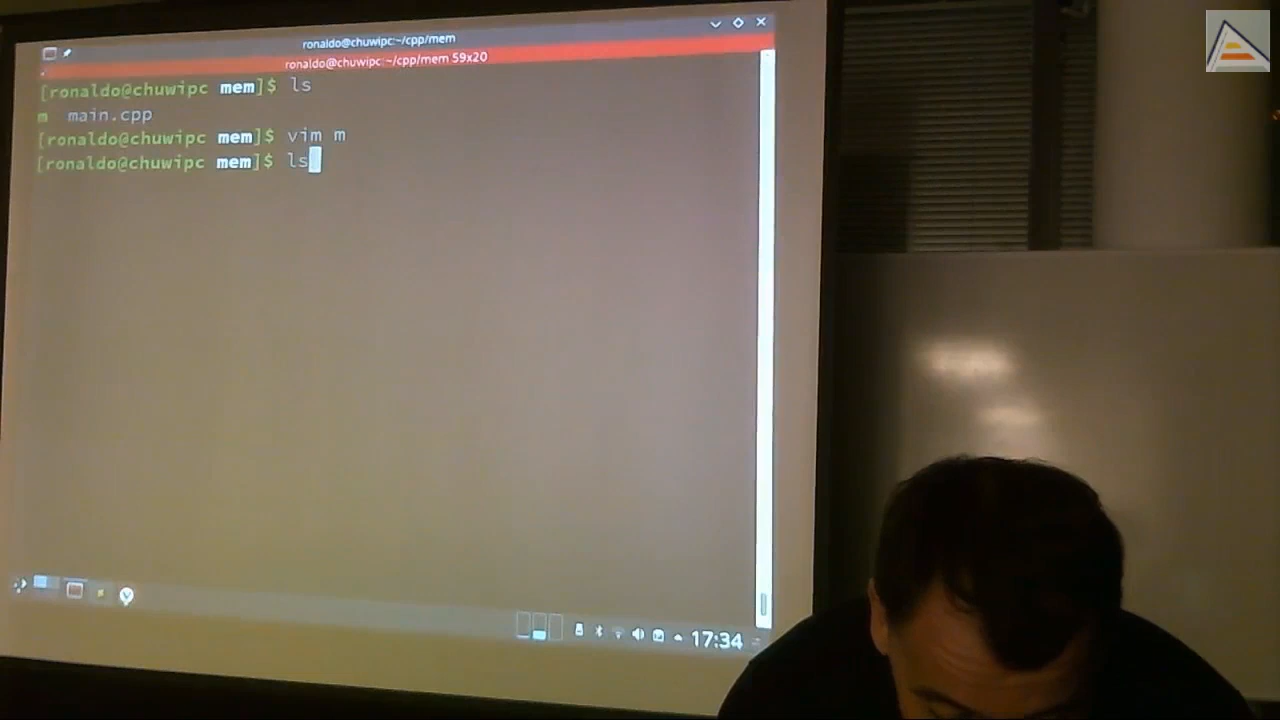 ronaldo@chuwipc:~/cpp/mem
ronaldo@chuwipc:~/cpp/mem 59x20
[ronaldo@chuwipc mem]$ ls
m main.cpp
[ronaldo@chuwipc mem]$ vim m
[ronaldo@chuwipc mem]$ ls
17:34